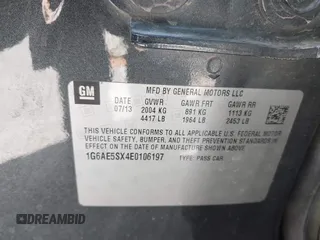 GM
MFD BY GENERAL MOTORS LLC
DATE GVWR GAWR FRT GAWR RR
07/13 2004 KG 891 KG 1113 KG
4417 LB 1964 LB 2453 LB
THIS VEHICLE CONFORMS TO ALL APPLICABLE U.S. FEDERAL MOTOR
VEHICLE SAFETY, BUMPER, AND THEFT PREVENTION STANDARDS IN
EFFECT ON THE DATE OF MANUFACTURE SHOWN ABOVE.
1G6AE5SX4E0106197 TYPE: PASS CAR
DREAMBID